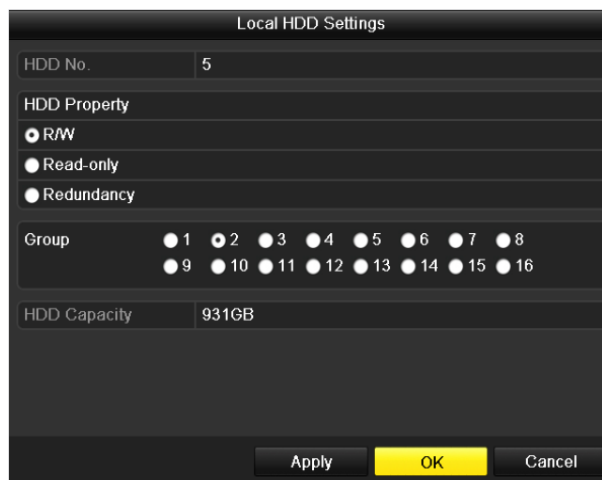 Local HDD Settings
HDD No. 5
HDD Property
R/W
Read-only
Redundancy
Group 1 2 3 4 5 6 7 8
9 10 11 12 13 14 15 16
HDD Capacity 931GB
Apply OK Cancel